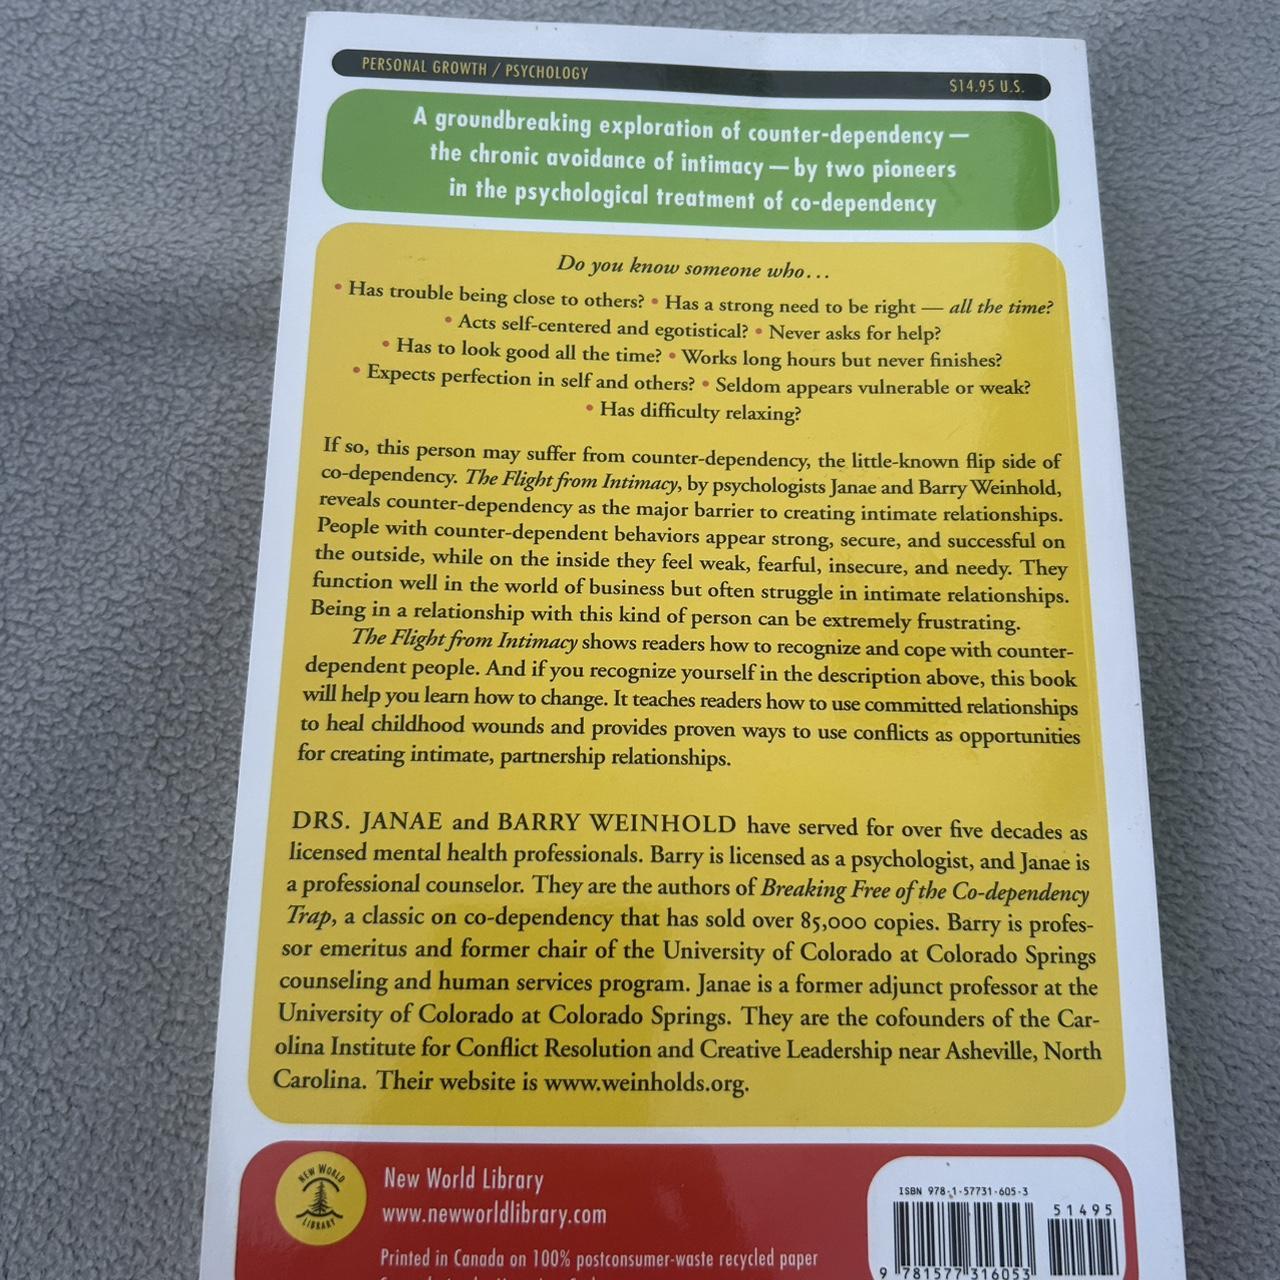 PERSONAL GROWTH / PSYCHOLOGY
$14.95 U.S.
A groundbreaking exploration of counter-dependency —
the chronic avoidance of intimacy — by two pioneers
in the psychological treatment of co-dependency
Do you know someone who…
• Has trouble being close to others? • Has a strong need to be right — all the time?
• Acts self-centered and egotistical? • Never asks for help?
• Has to look good all the time? • Works long hours but never finishes?
• Expects perfection in self and others? • Seldom appears vulnerable or weak?
• Has difficulty relaxing?
If so, this person may suffer from counter-dependency, the little-known flip side of
co-dependency. The Flight from Intimacy, by psychologists Janae and Barry Weinhold,
reveals counter-dependency as the major barrier to creating intimate relationships.
People with counter-dependent behaviors appear strong, secure, and successful on
the outside, while on the inside they feel weak, fearful, insecure, and needy. They
function well in the world of business but often struggle in intimate relationships.
Being in a relationship with this kind of person can be extremely frustrating.
The Flight from Intimacy shows readers how to recognize and cope with counter-
dependent people. And if you recognize yourself in the description above, this book
will help you learn how to change. It teaches readers how to use committed relationships
to heal childhood wounds and provides proven ways to use conflicts as opportunities
for creating intimate, partnership relationships.
DRS. JANAE and BARRY WEINHOLD have served for over five decades as
licensed mental health professionals. Barry is licensed as a psychologist, and Janae is
a professional counselor. They are the authors of Breaking Free of the Co-dependency
Trap, a classic on co-dependency that has sold over 85,000 copies. Barry is profes-
sor emeritus and former chair of the University of Colorado at Colorado Springs
counseling and human services program. Janae is a former adjunct professor at the
University of Colorado at Colorado Springs. They are the cofounders of the Car-
olina Institute for Conflict Resolution and Creative Leadership near Asheville, North
Carolina. Their website is www.weinholds.org.
NEW WORLD
LIBRARY
New World Library
www.newworldlibrary.com
Printed in Canada on 100% postconsumer-waste recycled paper
ISBN 978-1-57731-605-3
51495
9 781577 316053